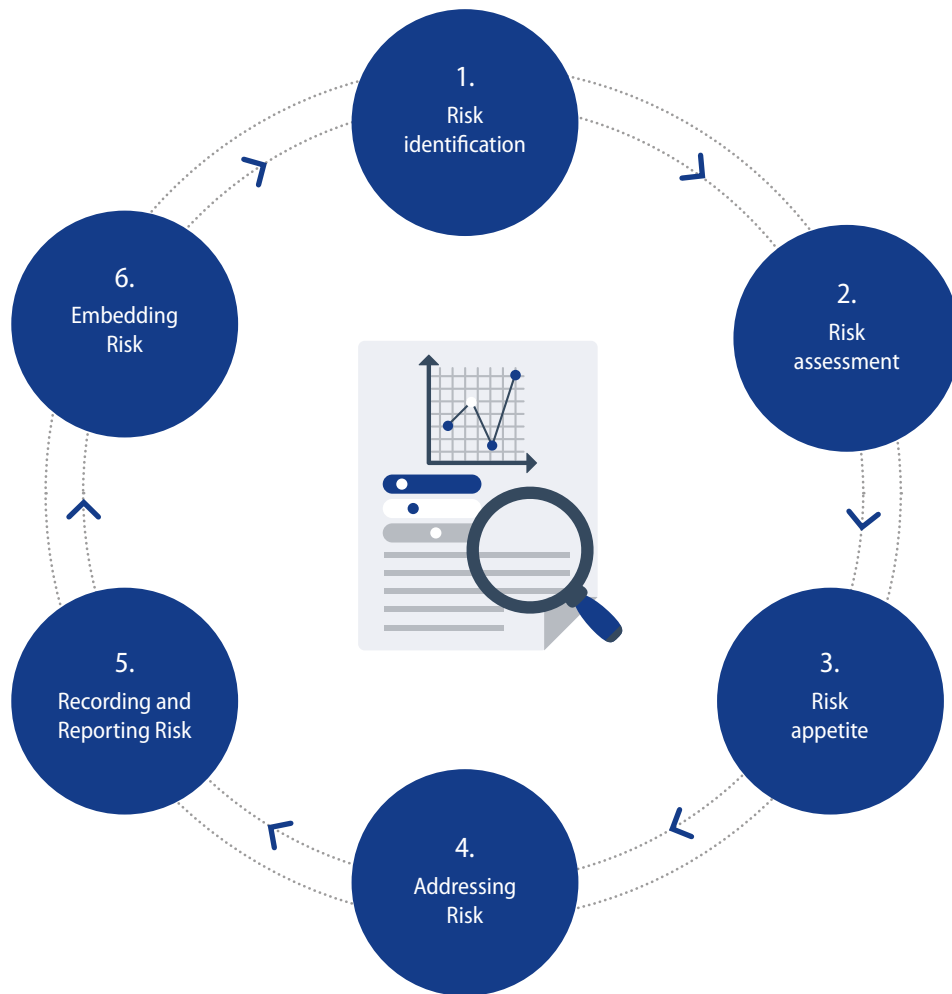 1.
Risk
identification
2.
Risk
assessment
3.
Risk
appetite
4.
Addressing
Risk
5.
Recording and
Reporting Risk
6.
Embedding
Risk